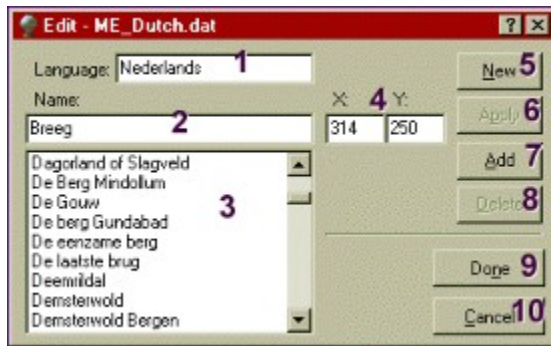 Edit - ME_Dutch.dat
Language: Nederlands 1
5 New
Name:
X: 4 Y:
Breeg 2
314 250
Apply 6
Dagorland of Slagveld
De Berg Mindollum
De Gouw
De berg Gundabad
De eenzame berg
De laatste brug
Deemrildal
Demsterwold
Demsterwold Bergen
3
Add 7
Delete 8
Done 9
Cancel 10